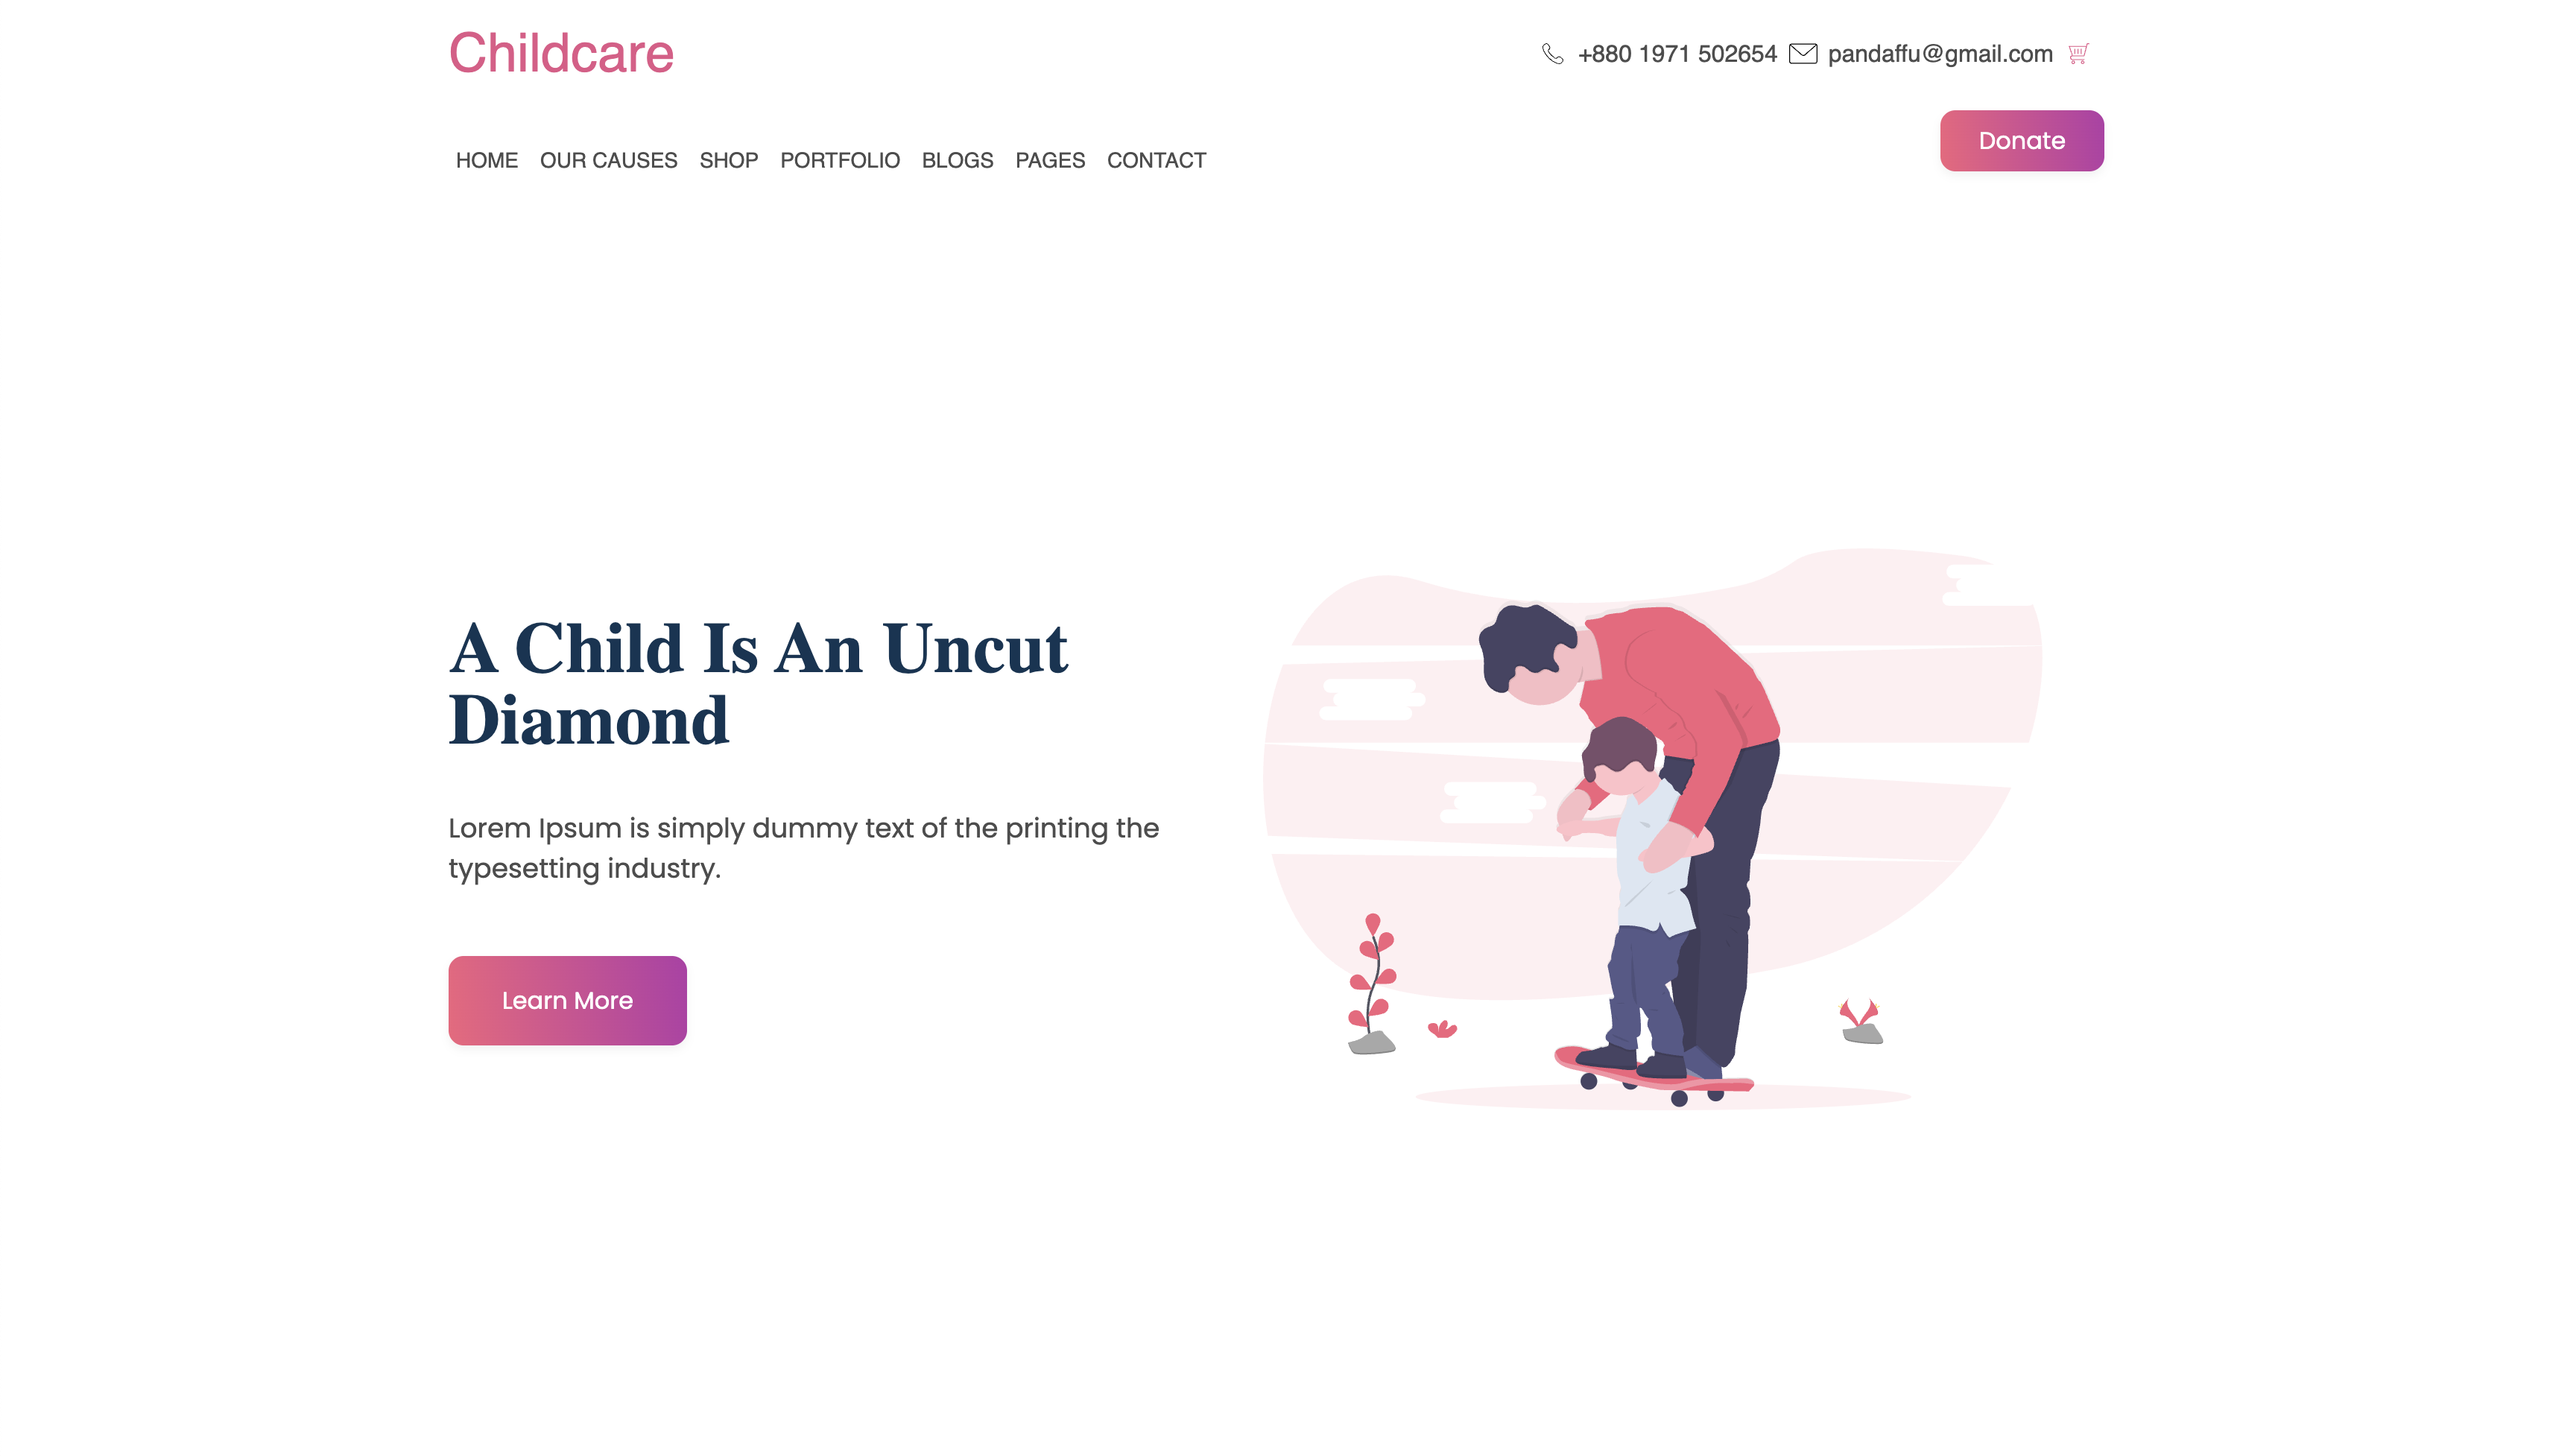 Childcare
+880 1971 502654 pandaffu@gmail.com
Donate
HOME OUR CAUSES SHOP PORTFOLIO BLOGS PAGES CONTACT
A Child Is An Uncut
Diamond
Lorem Ipsum is simply dummy text of the printing the
typesetting industry.
Learn More